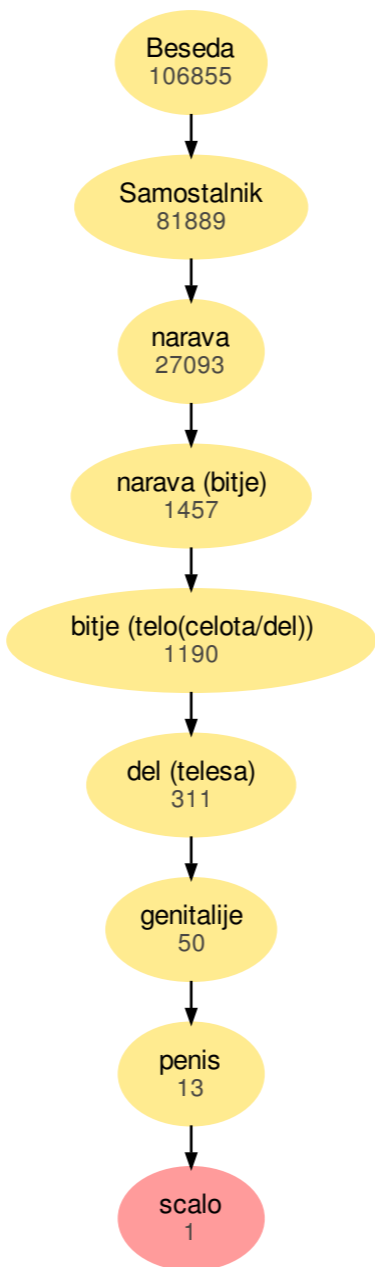 Beseda
106855
Samostalnik
81889
narava
27093
narava (bitje)
1457
bitje (telo(celota/del))
1190
del (telesa)
311
genitalije
50
penis
13
scalo
1